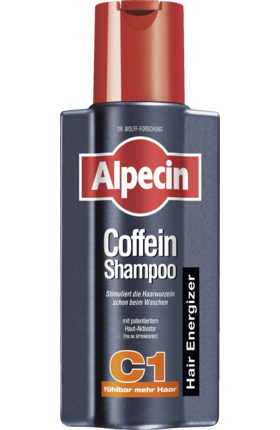 DR. WOLFF-FORSCHUNG
Alpecin
Coffein
Shampoo
Stimuliert die Haarwurzeln
schon beim Waschen
mit patentiertem
Haut-Aktivator
C1
fühlbar mehr Haar
Hair Energizer